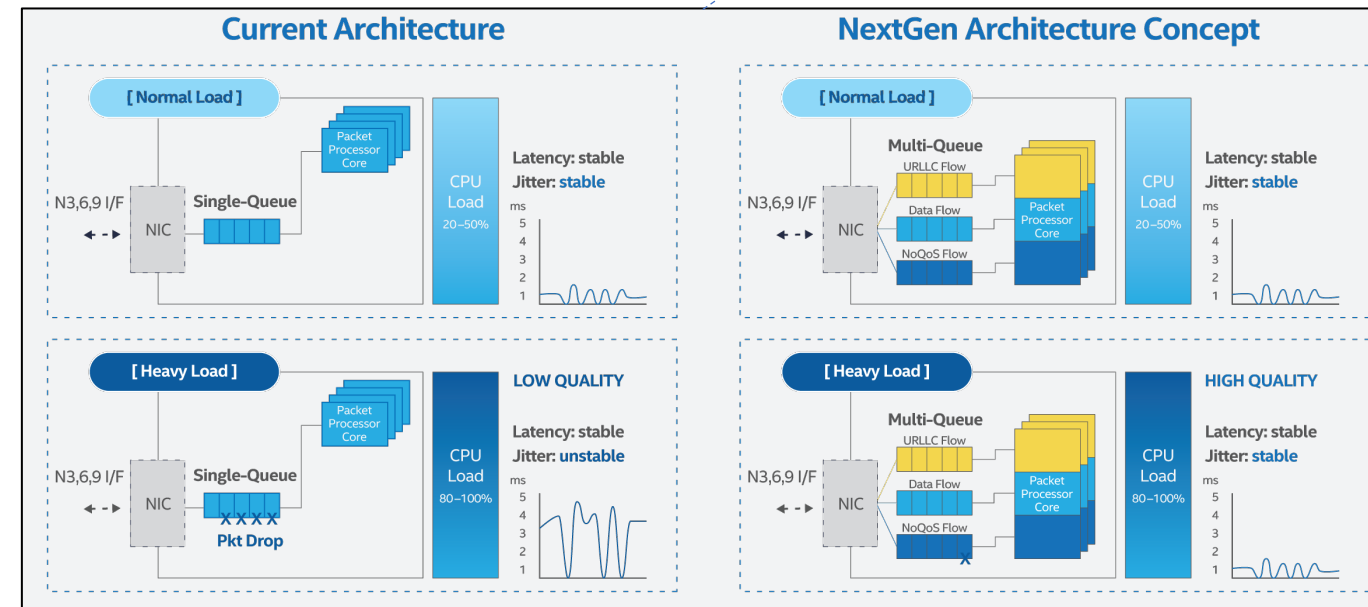 Current Architecture
[ Normal Load ]
N3,6,9 I/F
NIC
Single-Queue
Packet
Processor
Core
CPU
Load
20–50%
Latency: stable
Jitter: stable
ms
5
4
3
2
1
[ Heavy Load ]
N3,6,9 I/F
NIC
Single-Queue
X X X X
Pkt Drop
Packet
Processor
Core
CPU
Load
80–100%
LOW QUALITY
Latency: stable
Jitter: unstable
ms
5
4
3
2
1
NextGen Architecture Concept
[ Normal Load ]
N3,6,9 I/F
NIC
Multi-Queue
URLLC Flow
Data Flow
NoQoS Flow
Packet
Processor
Core
CPU
Load
20–50%
Latency: stable
Jitter: stable
ms
5
4
3
2
1
[ Heavy Load ]
N3,6,9 I/F
NIC
Multi-Queue
URLLC Flow
Data Flow
NoQoS Flow
X
Packet
Processor
Core
CPU
Load
80–100%
HIGH QUALITY
Latency: stable
Jitter: stable
ms
5
4
3
2
1